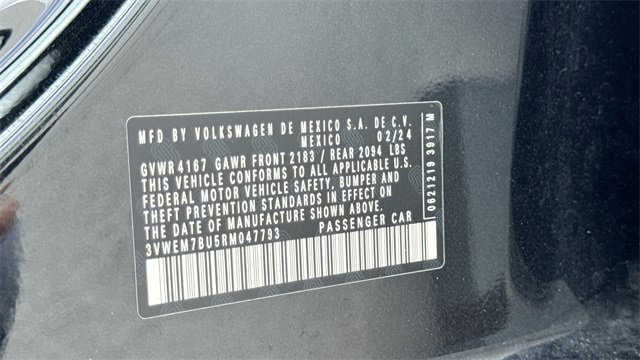 MFD BY VOLKSWAGEN DE MEXICO S.A. DE C.V.
MEXICO 02/24
GVWR 4167 GAWR FRONT 2183 / REAR 2094 LBS
THIS VEHICLE CONFORMS TO ALL APPLICABLE U.S.
FEDERAL MOTOR VEHICLE SAFETY, BUMPER AND
THEFT PREVENTION STANDARDS IN EFFECT ON
THE DATE OF MANUFACTURE SHOWN ABOVE.
3VWEM7BU5RM047793 PASSENGER CAR
0621219 3917 M